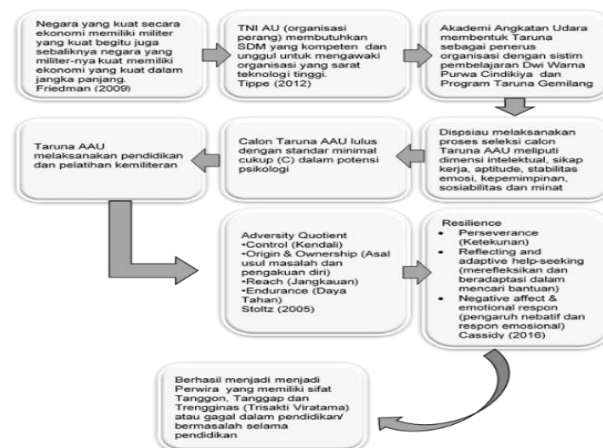 Negara yang kuat secara
ekonomi memiliki militer
yang kuat begitu juga
sebaliknya negara yang
militer-nya kuat memiliki
ekonomi yang kuat dalam
jangka panjang.
Friedman (2009)
TNI AU (organisasi
perang) membutuhkan
SDM yang kompeten dan
unggul untuk mengawaki
organisasi yang sarat
teknologi tinggi.
Tippe (2012)
Akademi Angkatan Udara
membentuk Taruna
sebagai penerus
organisasi dengan sistim
pembelajaran Dwi Warna
Purwa Cindikiya dan
Program Taruna Gemilang
Dispsiau melaksanakan
proses seleksi calon
Taruna AAU meliputi
dimensi intelektual, sikap
kerja, aptitude, stabilitas
emosi, kepemimpinan,
sosiabilitas dan minat
Calon Taruna AAU lulus
dengan standar minimal
cukup (C) dalam potensi
psikologi
Taruna AAU
melaksanakan pendidikan
dan pelatihan kemiliteran
Adversity Quotient
•Control (Kendali)
•Origin & Ownership (Asal
usul masalah dan
pengakuan diri)
•Reach (Jangkauan)
•Endurance (Daya
Tahan)
Stoltz (2005)
Resilience
• Perseverance
(Ketekunan)
• Reflecting and
adaptive help-seeking
(merefleksikan dan
beradaptasi dalam
mencari bantuan)
• Negative affect &
emotional respon
(pengaruh nebatif dan
respon emosional)
Cassidy (2016)
Berhasil menjadi menjadi
Perwira yang memiliki sifat
Tanggon, Tanggap dan
Trengginas (Trisakti Viratama)
atau gagal dalam pendidikan/
bermasalah selama
pendidikan